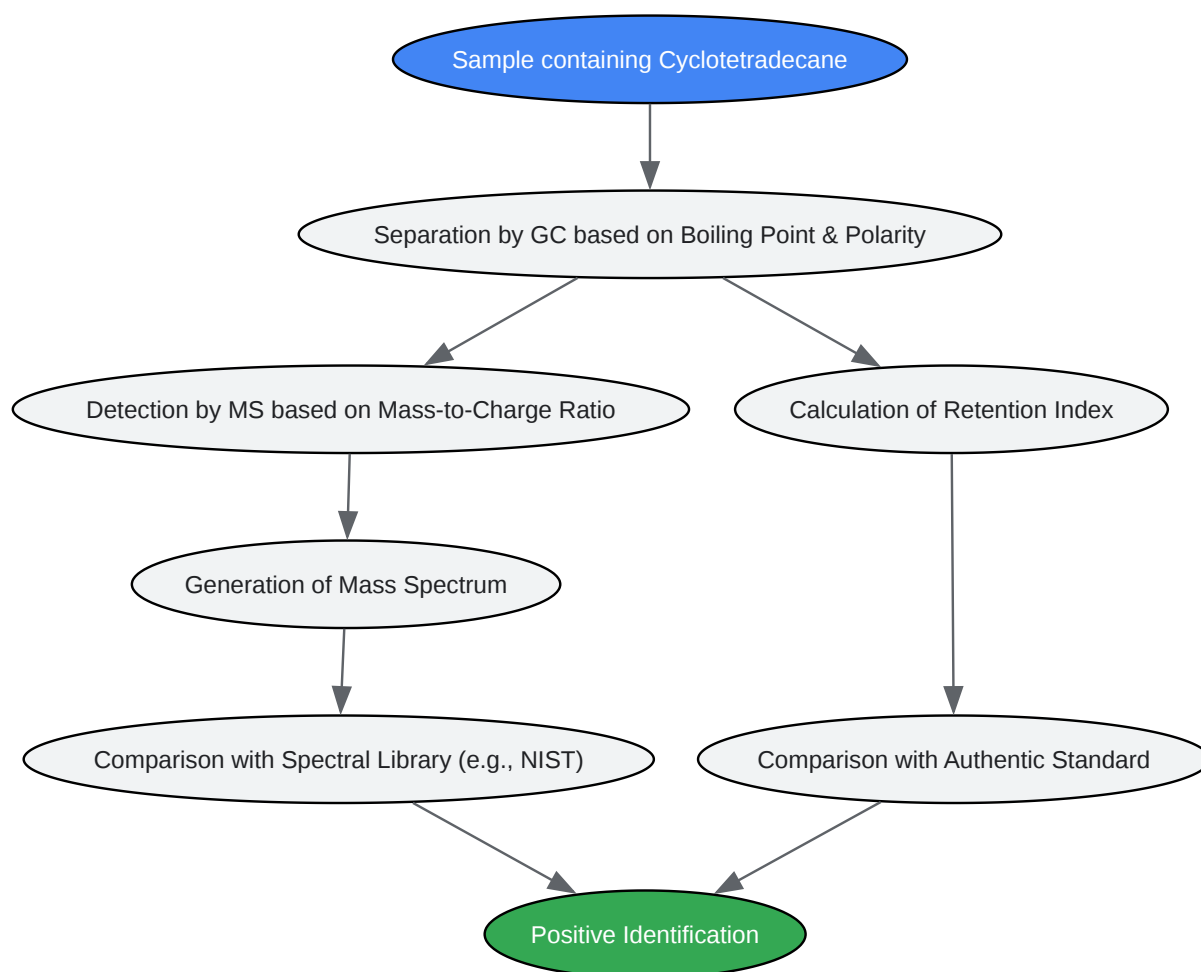 Sample containing Cyclotetradecane
Separation by GC based on Boiling Point & Polarity
Detection by MS based on Mass-to-Charge Ratio
Calculation of Retention Index
Generation of Mass Spectrum
Comparison with Spectral Library (e.g., NIST)
Comparison with Authentic Standard
Positive Identification